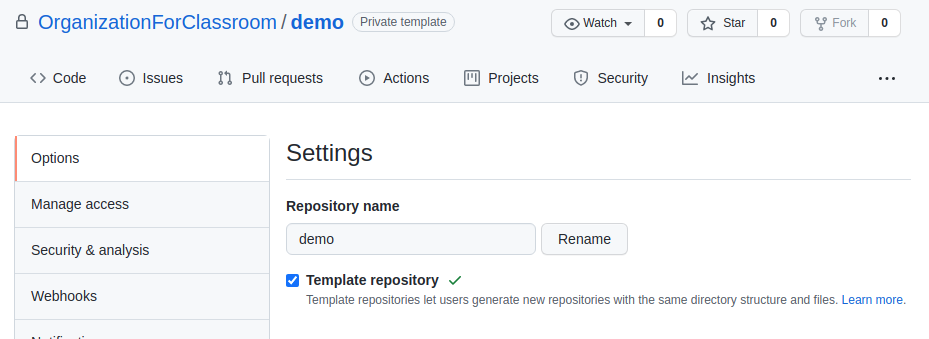 OrganizationForClassroom / demo Private template Watch 0 Star 0 Fork 0
Code Issues Pull requests Actions Projects Security Insights
Options
Manage access
Security & analysis
Webhooks
Settings
Repository name
demo Rename
Template repository
Template repositories let users generate new repositories with the same directory structure and files. Learn more.